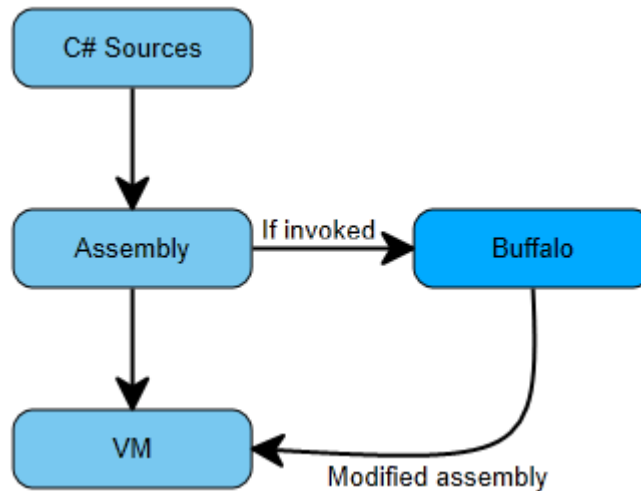 C# Sources
Assembly
If invoked
Buffalo
VM
Modified assembly